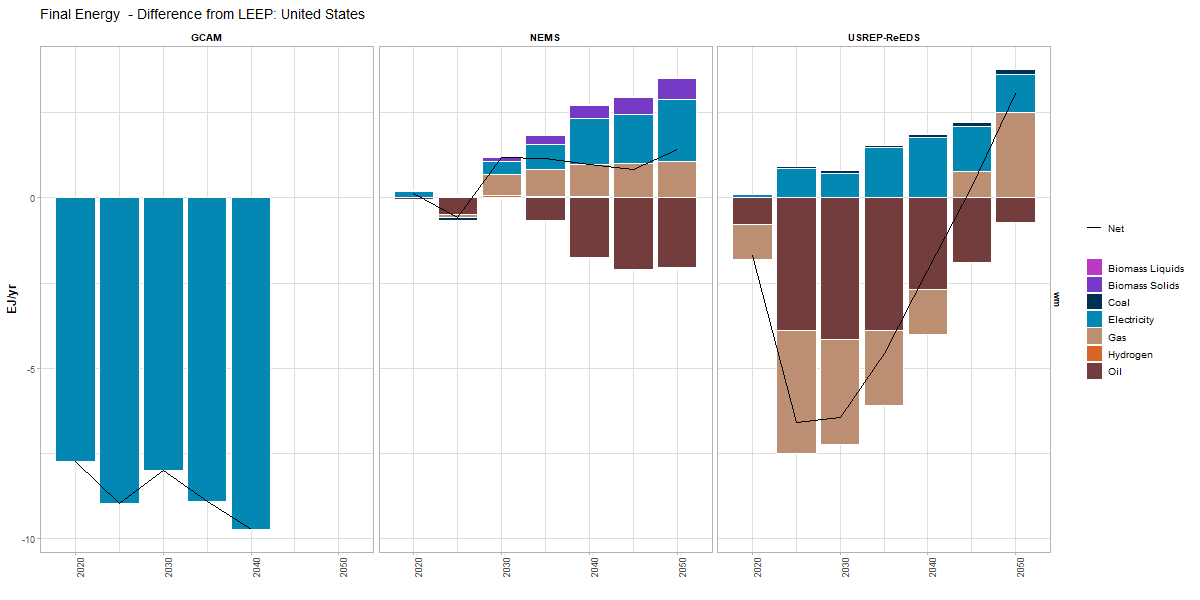 Final Energy  - Difference from LEEP: United States
GCAM
NEMS
USREP-ReEDS
EJ/yr
0
-5
-10
2020
2030
2040
2050
2020
2030
2040
2050
2020
2030
2040
2050
wm
Net
Biomass Liquids
Biomass Solids
Coal
Electricity
Gas
Hydrogen
Oil